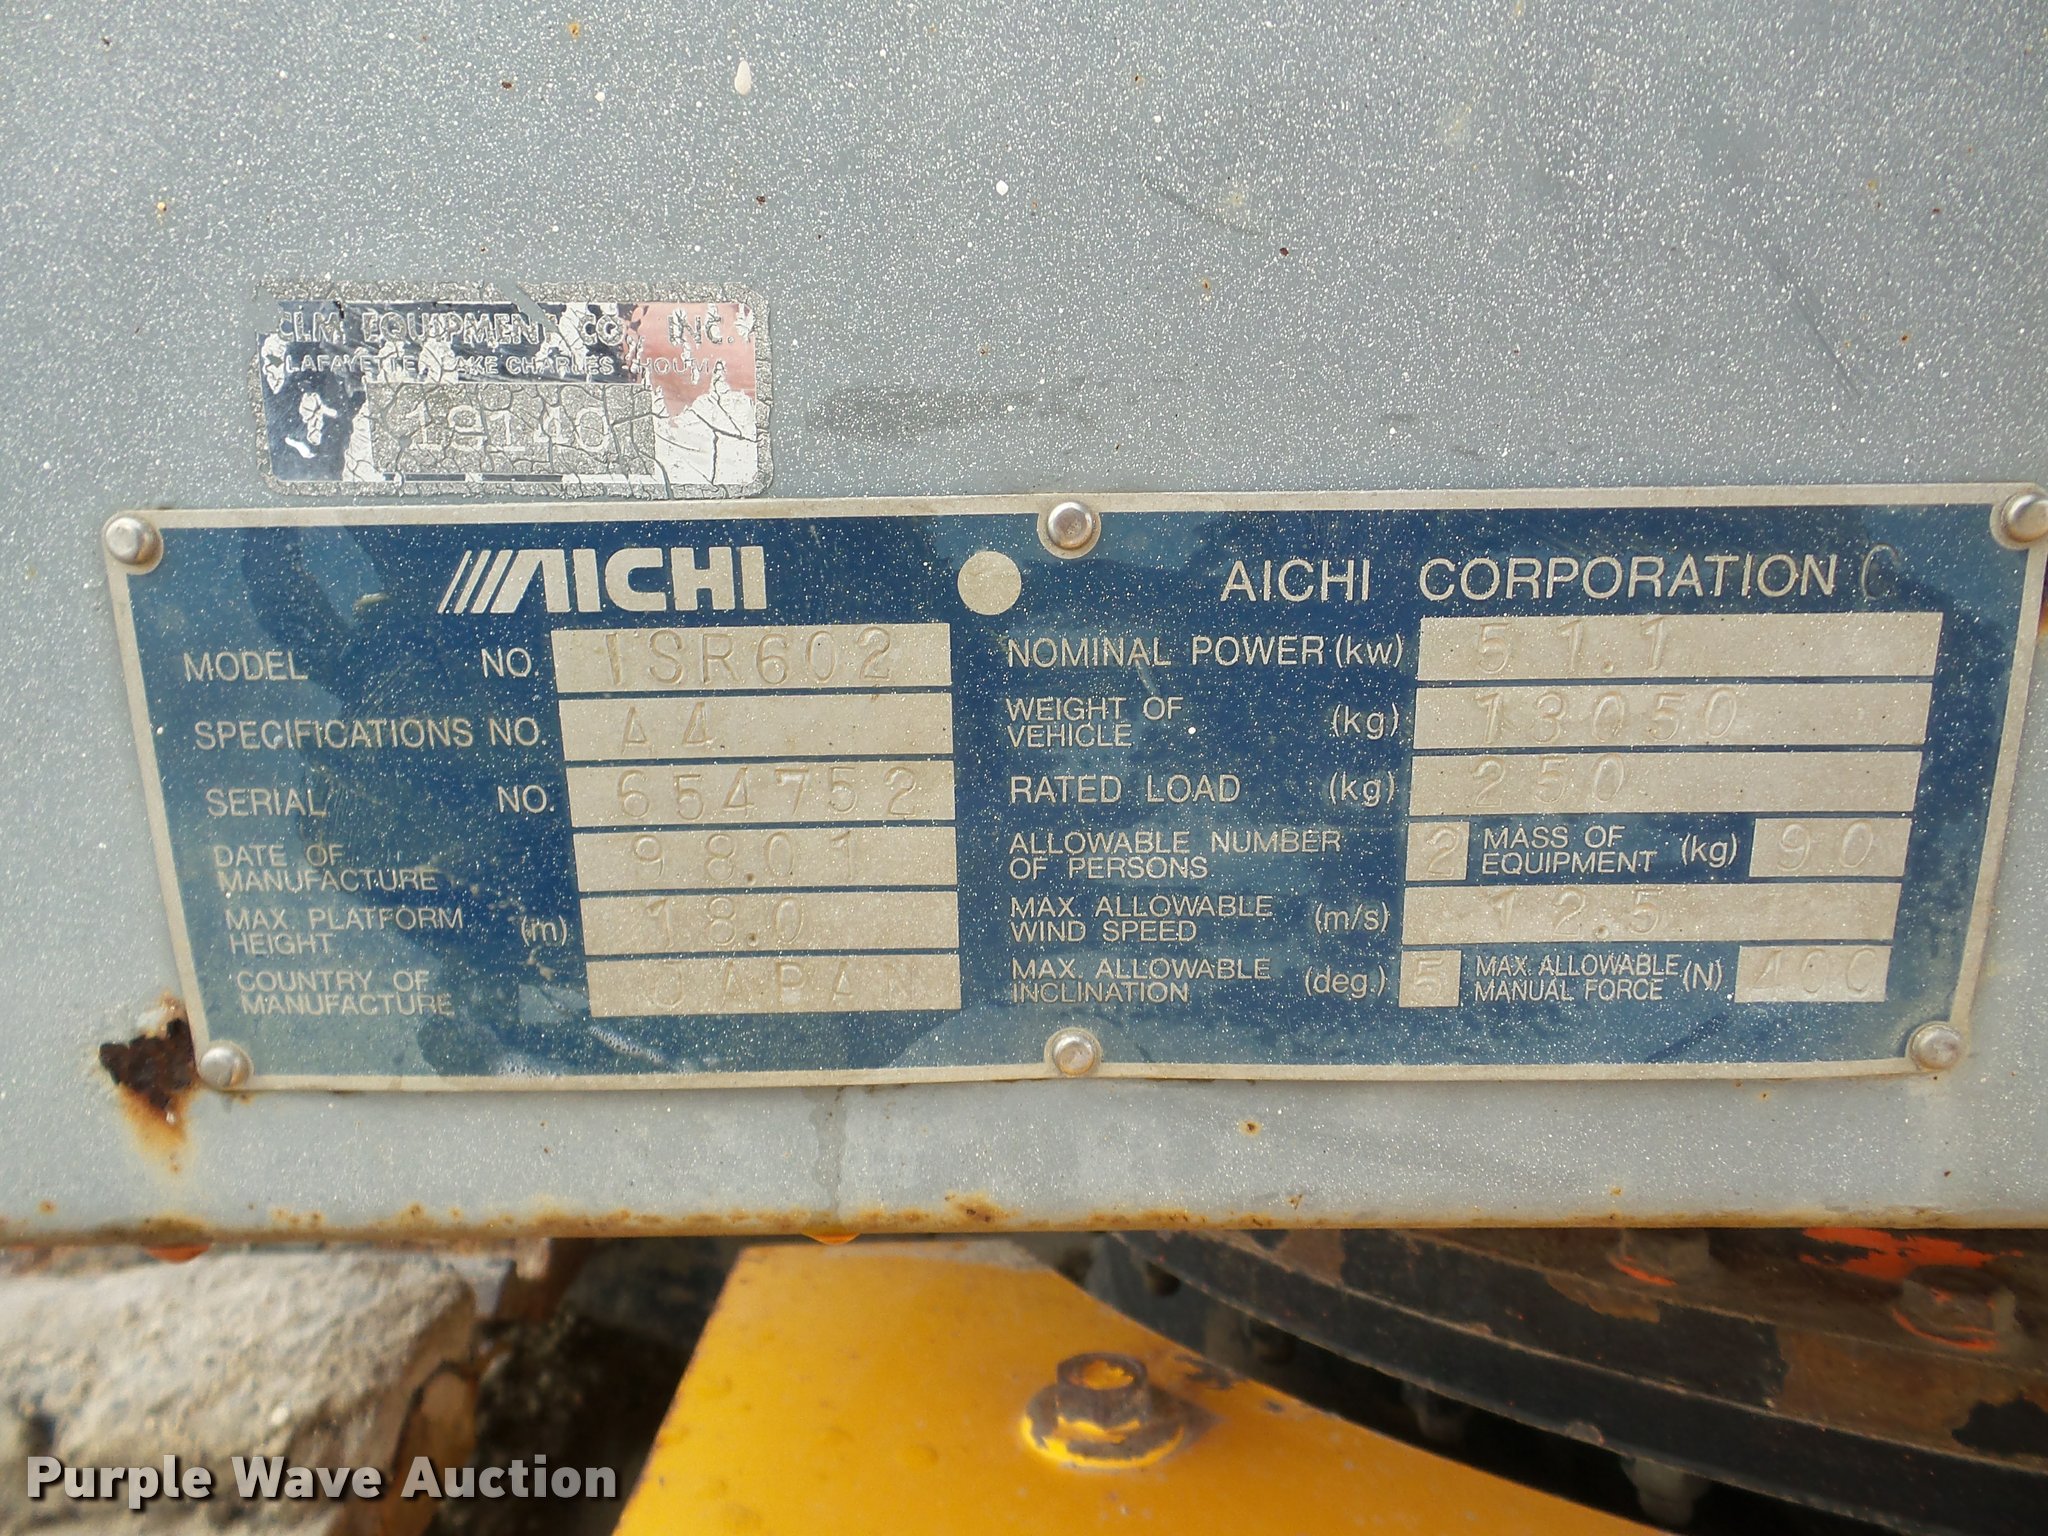 CLM EQUIPMENT CO., INC.
LAFAYETTE LAKE CHARLES HOUMA
19140
AICHI
AICHI CORPORATION C
MODEL NO. ISR602
SPECIFICATIONS NO. A4
SERIAL NO. 654752
DATE OF MANUFACTURE 9801
MAX. PLATFORM HEIGHT (m) 18.0
COUNTRY OF MANUFACTURE JAPAN
NOMINAL POWER (kw) 51.1
WEIGHT OF VEHICLE (kg) 13050
RATED LOAD (kg) 250
ALLOWABLE NUMBER OF PERSONS 2 MASS OF EQUIPMENT (kg) 90
MAX. ALLOWABLE WIND SPEED (m/s) 12.5
MAX. ALLOWABLE INCLINATION (deg.) 5 MAX. ALLOWABLE MANUAL FORCE (N) 400
Purple Wave Auction